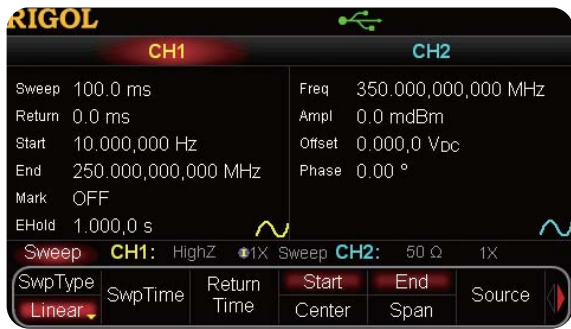 RIGOL
CH1 CH2
Sweep 100.0 ms
Return 0.0 ms
Start 10.000,000 Hz
End 250.000,000,000 MHz
Mark OFF
EHold 1.000,0 s
Freq 350.000,000,000 MHz
Ampl 0.0 mdBm
Offset 0.000,0 VDC
Phase 0.00 °
Sweep CH1: HighZ 1X Sweep CH2: 50 Ω 1X
SwpType
Linear
SwpTime
Return
Time
Start
Center
End
Span
Source